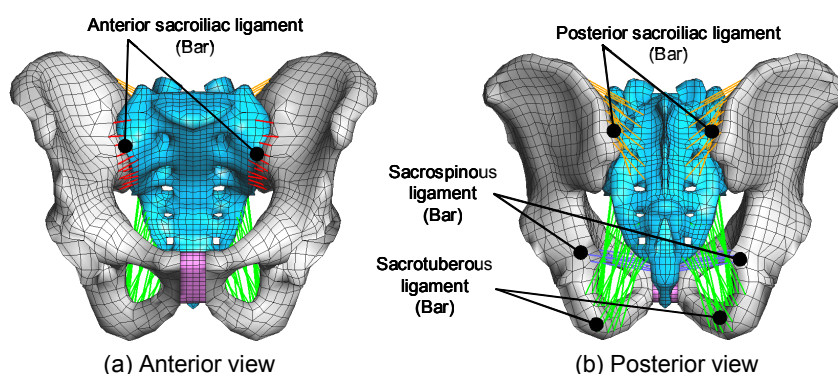 Anterior sacroiliac ligament
(Bar)
(a) Anterior view
Posterior sacroiliac ligament
(Bar)
Sacrospinous
ligament
(Bar)
Sacrotuberous
ligament
(Bar)
(b) Posterior view